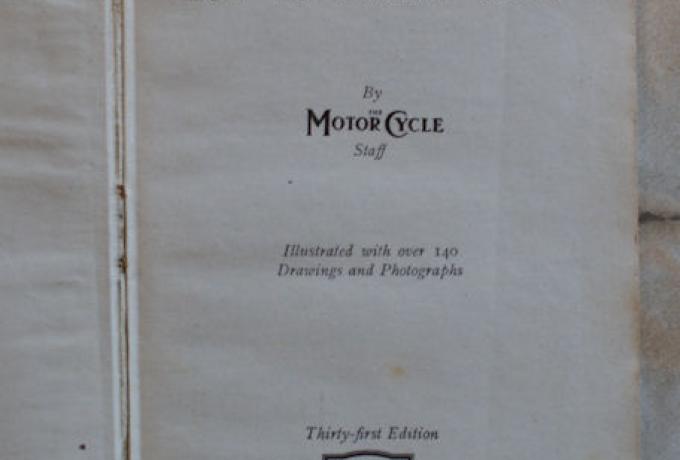 By
THE
MOTOR CYCLE
Staff
Illustrated with over 140
Drawings and Photographs
Thirty-first Edition